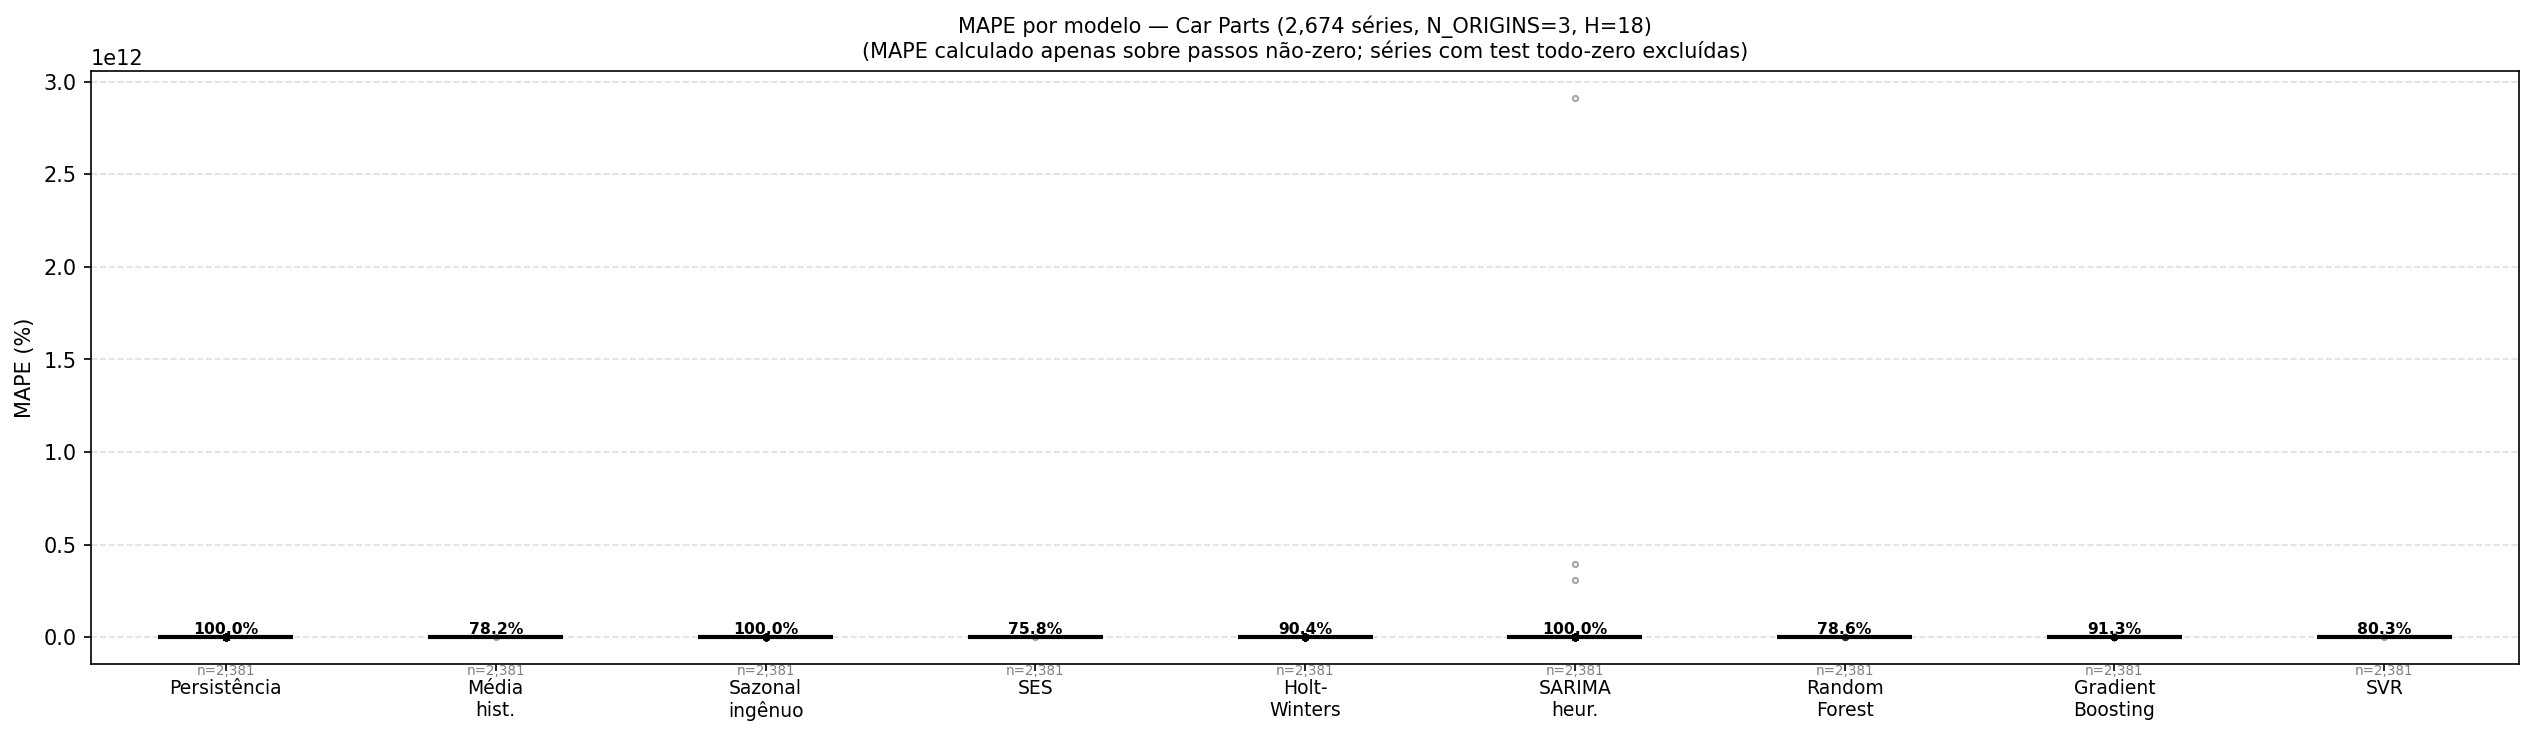 MAPE por modelo — Car Parts (2,674 séries, N_ORIGINS=3, H=18)
(MAPE calculado apenas sobre passos não-zero; séries com test todo-zero excluídas)
1e12
3.0
2.5
2.0
1.5
1.0
0.5
0.0
MAPE (%)
100.0% 78.2% 100.0% 75.8% 90.4% 100.0% 78.6% 91.3% 80.3%
n=2,381 n=2,381 n=2,381 n=2,381 n=2,381 n=2,381 n=2,381 n=2,381 n=2,381
Persistência Média Sazonal SES Holt- SARIMA Random Gradient SVR
hist. ingênuo Winters heur. Forest Boosting